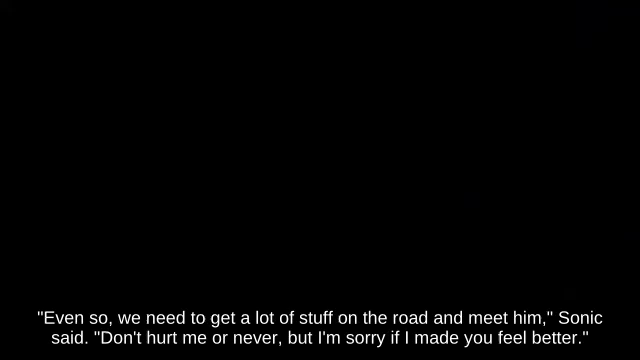 "Even so, we need to get a lot of stuff on the road and meet him," Sonic
said. "Don't hurt me or never, but I'm sorry if I made you feel better."